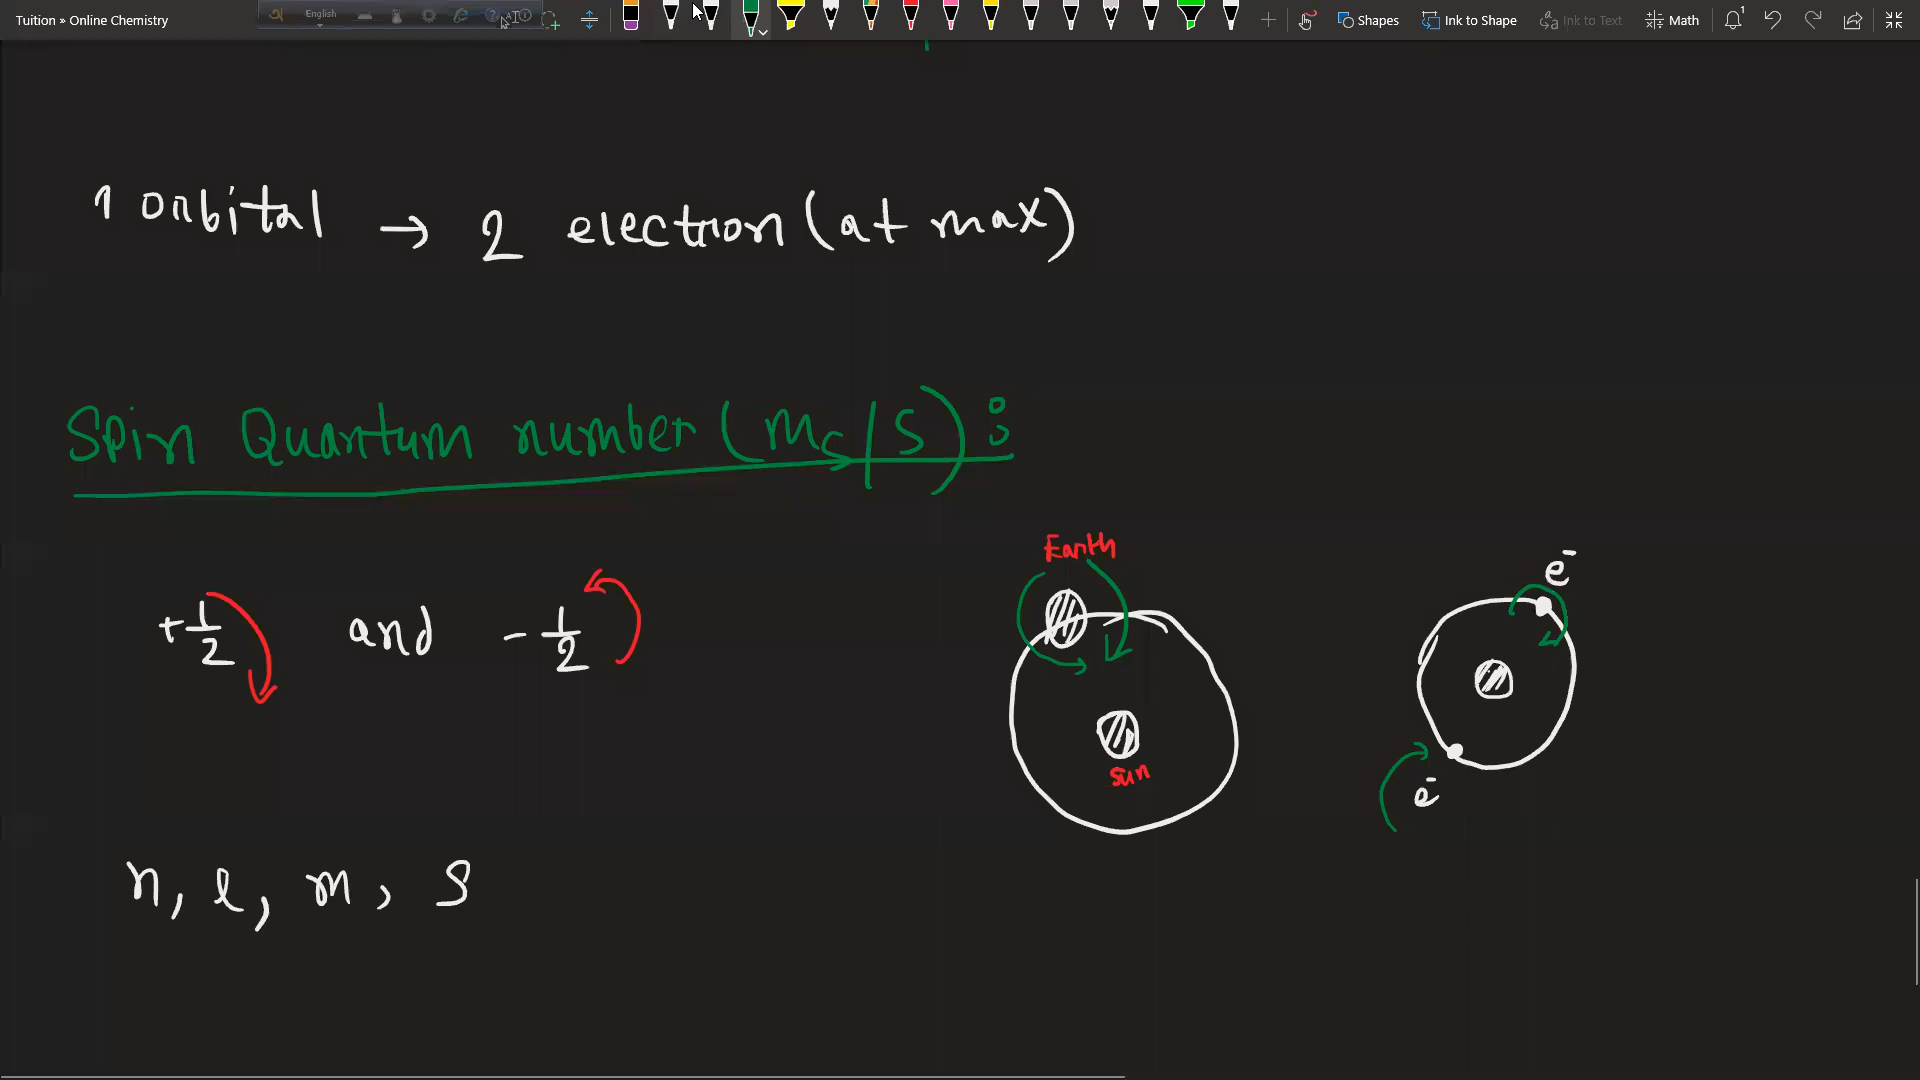 Tuition » Online Chemistry English Shapes Ink to Shape Ink to Text Math
1 orbital → 2 electron (at max)
Spin Quantum number (ms/s) :
+1/2 and -1/2
Earth
Sun
e⁻
e⁻
n, l, m, s